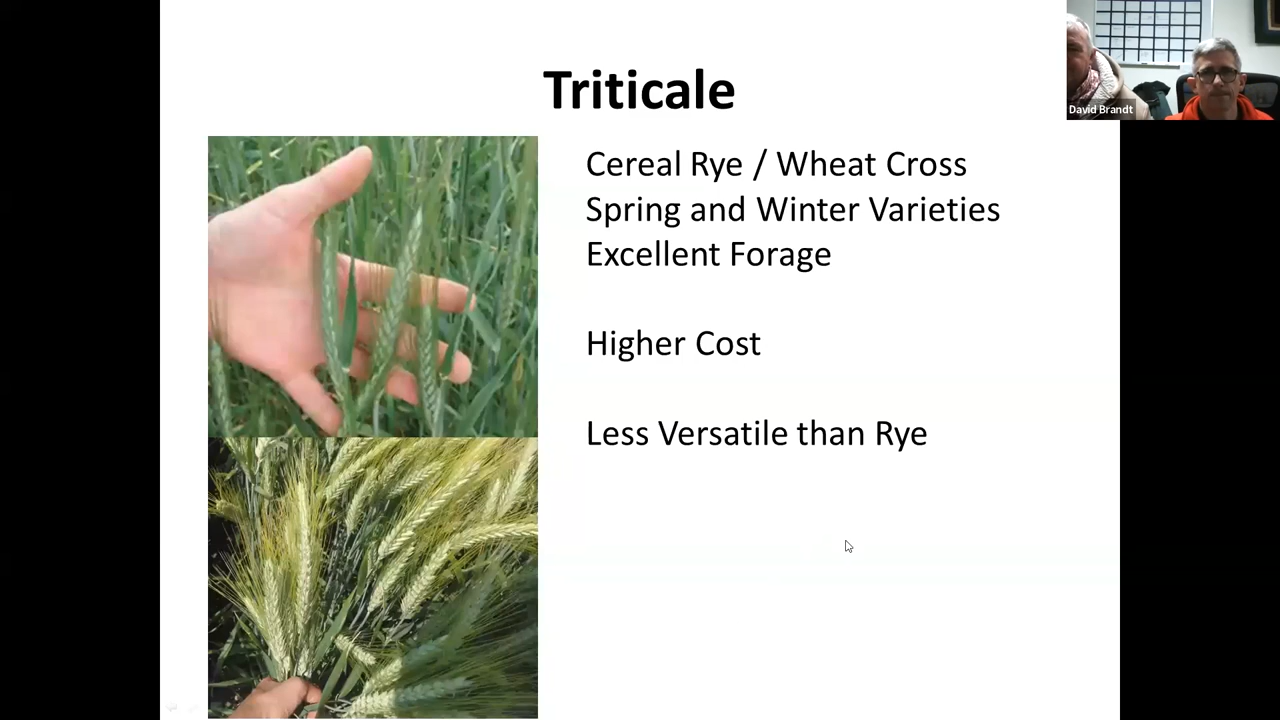 Triticale
David Brandt
Cereal Rye / Wheat Cross
Spring and Winter Varieties
Excellent Forage
Higher Cost
Less Versatile than Rye